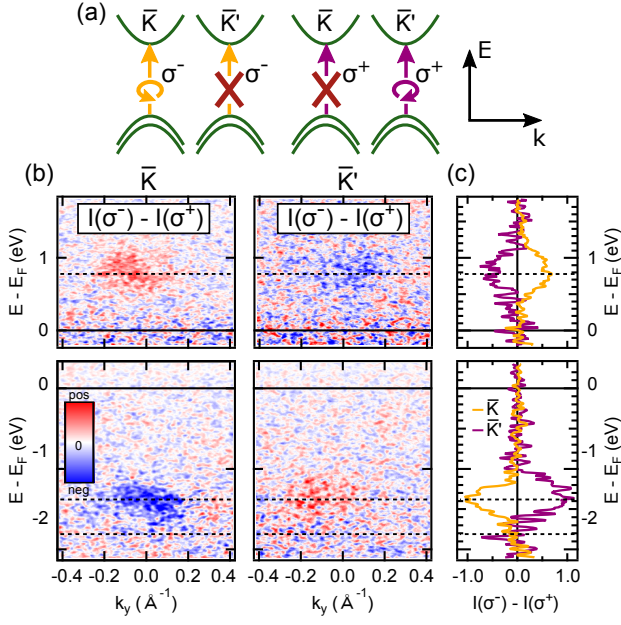 (a)
K̅ K̅' K̅ K̅'
σ⁻ σ⁻ σ⁺ σ⁺
E
k
(b) K̅ K̅' (c)
I(σ⁻) - I(σ⁺) I(σ⁻) - I(σ⁺)
E - E_F (eV)
1
0
1
0
E - E_F (eV)
E - E_F (eV)
0
-1
-2
pos
0
neg
K̅
K̅'
0
-1
-2
E - E_F (eV)
-0.4 -0.2 0.0 0.2 0.4 -0.4 -0.2 0.0 0.2 0.4 -1.0 0.0 1.0
k_y (Å⁻¹) k_y (Å⁻¹) I(σ⁻) - I(σ⁺)